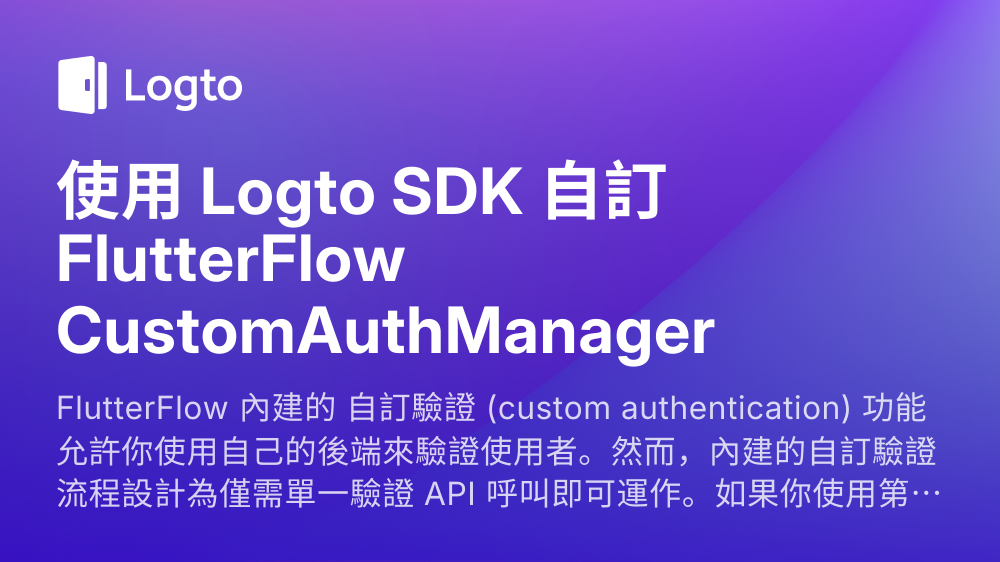 Logto
使用 Logto SDK 自訂
FlutterFlow
CustomAuthManager
FlutterFlow 內建的 自訂驗證 (custom authentication) 功能
允許你使用自己的後端來驗證使用者。然而，內建的自訂驗證
流程設計為僅需單一驗證 API 呼叫即可運作。如果你使用第…